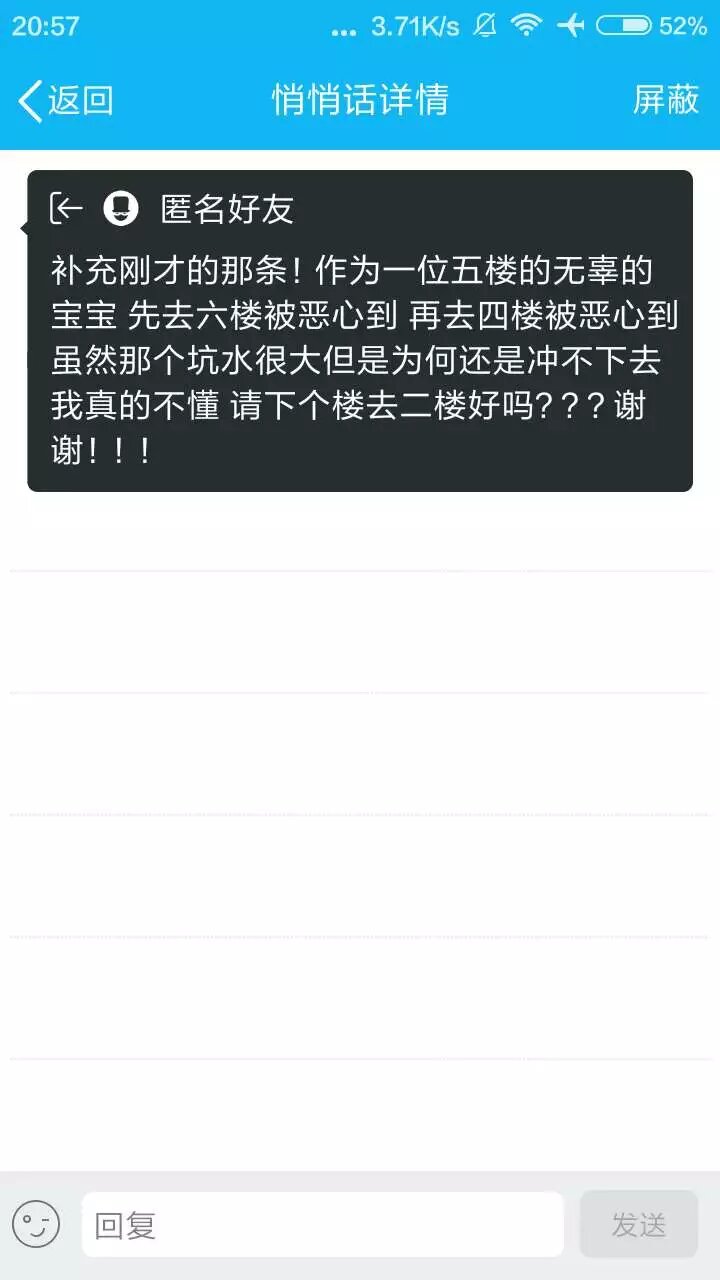 20:57 ... 3.71K/s 52%
返回 悄悄话详情 屏蔽
匿名好友
补充刚才的那条！作为一位五楼的无辜的
宝宝 先去六楼被恶心到 再去四楼被恶心到
虽然那个坑水很大但是为何还是冲不下去
我真的不懂 请下个楼去二楼好吗？？？谢
谢！！！
回复 发送